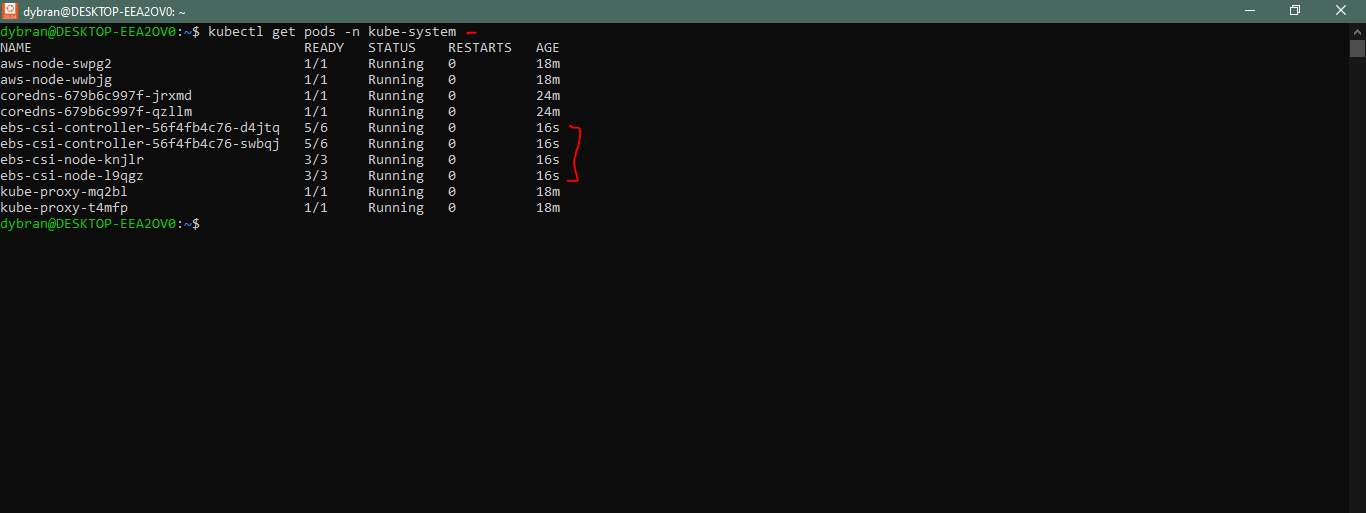 dybran@DESKTOP-EEA2OV0: ~
dybran@DESKTOP-EEA2OV0:~$ kubectl get pods -n kube-system
NAME READY STATUS RESTARTS AGE
aws-node-swpg2 1/1 Running 0 18m
aws-node-wwbjg 1/1 Running 0 18m
coredns-679b6c997f-jrxmd 1/1 Running 0 24m
coredns-679b6c997f-qzllm 1/1 Running 0 24m
ebs-csi-controller-56f4fb4c76-d4jtq 5/6 Running 0 16s
ebs-csi-controller-56f4fb4c76-swbqj 5/6 Running 0 16s
ebs-csi-node-knjlr 3/3 Running 0 16s
ebs-csi-node-l9qgz 3/3 Running 0 16s
kube-proxy-mq2bl 1/1 Running 0 18m
kube-proxy-t4mfp 1/1 Running 0 18m
dybran@DESKTOP-EEA2OV0:~$